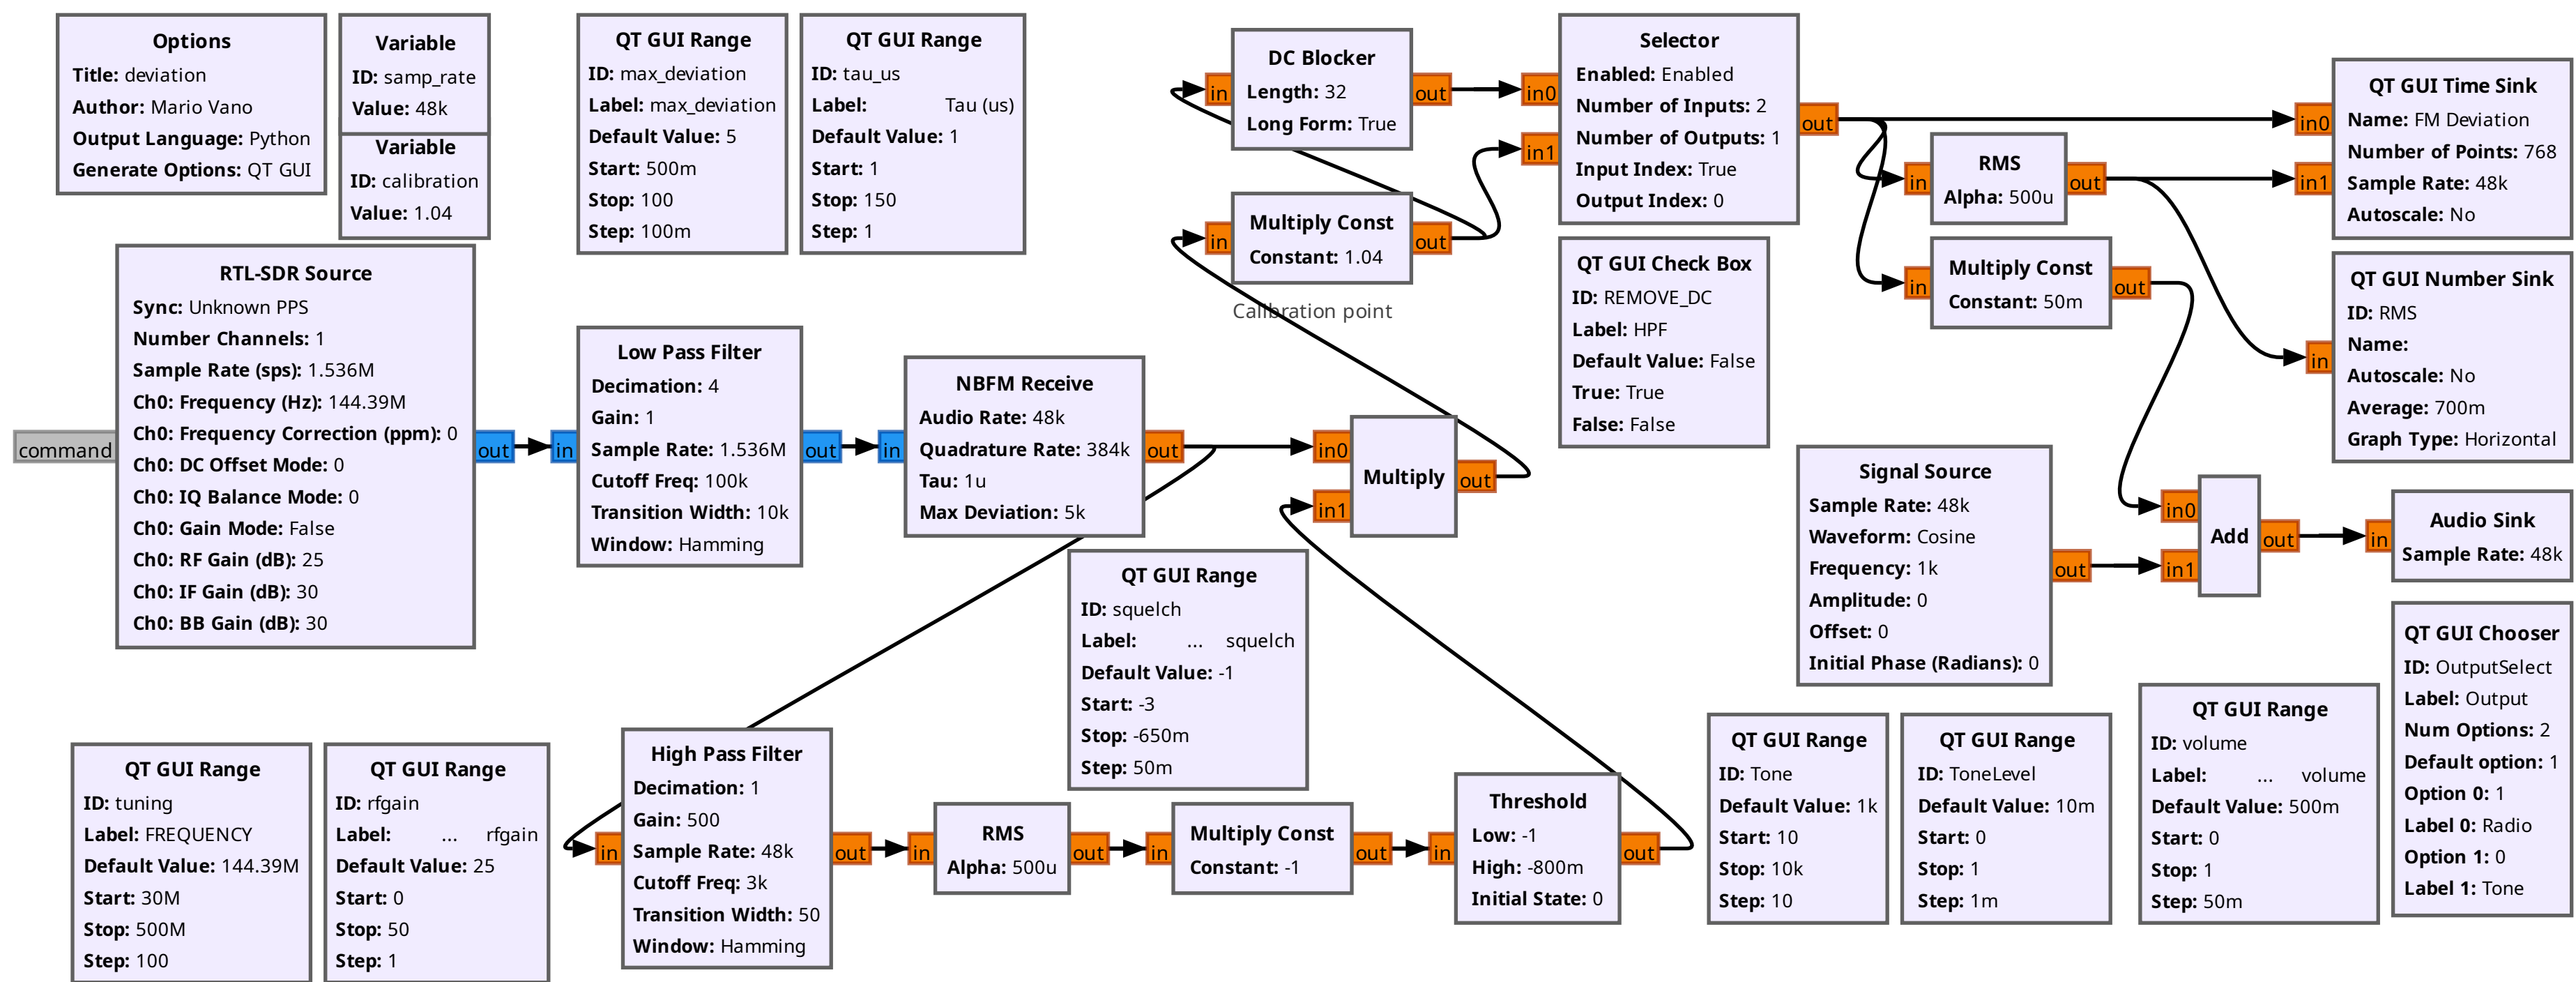 Options
Title: deviation
Author: Mario Vano
Output Language: Python
Generate Options: QT GUI
Variable
ID: samp_rate
Value: 48k
Variable
ID: calibration
Value: 1.04
QT GUI Range
ID: max_deviation
Label: max_deviation
Default Value: 5
Start: 500m
Stop: 100
Step: 100m
QT GUI Range
ID: tau_us
Label: Tau (us)
Default Value: 1
Start: 1
Stop: 150
Step: 1
DC Blocker
Length: 32
Long Form: True
in
out
Selector
Enabled: Enabled
Number of Inputs: 2
Number of Outputs: 1
Input Index: True
Output Index: 0
in0
in1
out
QT GUI Time Sink
Name: FM Deviation
Number of Points: 768
Sample Rate: 48k
Autoscale: No
in0
in1
RMS
Alpha: 500u
in
out
Multiply Const
Constant: 1.04
in
out
Calibration point
QT GUI Check Box
ID: REMOVE_DC
Label: HPF
Default Value: False
True: True
False: False
Multiply Const
Constant: 50m
in
out
QT GUI Number Sink
ID: RMS
Name:
Autoscale: No
Average: 700m
Graph Type: Horizontal
in
RTL-SDR Source
Sync: Unknown PPS
Number Channels: 1
Sample Rate (sps): 1.536M
Ch0: Frequency (Hz): 144.39M
Ch0: Frequency Correction (ppm): 0
Ch0: DC Offset Mode: 0
Ch0: IQ Balance Mode: 0
Ch0: Gain Mode: False
Ch0: RF Gain (dB): 25
Ch0: IF Gain (dB): 30
Ch0: BB Gain (dB): 30
command
out
Low Pass Filter
Decimation: 4
Gain: 1
Sample Rate: 1.536M
Cutoff Freq: 100k
Transition Width: 10k
Window: Hamming
in
out
NBFM Receive
Audio Rate: 48k
Quadrature Rate: 384k
Tau: 1u
Max Deviation: 5k
in
out
Multiply
in0
in1
out
Signal Source
Sample Rate: 48k
Waveform: Cosine
Frequency: 1k
Amplitude: 0
Offset: 0
Initial Phase (Radians): 0
out
Add
in0
in1
out
Audio Sink
Sample Rate: 48k
in
QT GUI Range
ID: squelch
Label: ... squelch
Default Value: -1
Start: -3
Stop: -650m
Step: 50m
QT GUI Chooser
ID: OutputSelect
Label: Output
Num Options: 2
Default option: 1
Option 0: 1
Label 0: Radio
Option 1: 0
Label 1: Tone
QT GUI Range
ID: tuning
Label: FREQUENCY
Default Value: 144.39M
Start: 30M
Stop: 500M
Step: 100
QT GUI Range
ID: rfgain
Label: ... rfgain
Default Value: 25
Start: 0
Stop: 50
Step: 1
High Pass Filter
Decimation: 1
Gain: 500
Sample Rate: 48k
Cutoff Freq: 3k
Transition Width: 50
Window: Hamming
in
out
RMS
Alpha: 500u
in
out
Multiply Const
Constant: -1
in
out
Threshold
Low: -1
High: -800m
Initial State: 0
in
out
QT GUI Range
ID: Tone
Default Value: 1k
Start: 10
Stop: 10k
Step: 10
QT GUI Range
ID: ToneLevel
Default Value: 10m
Start: 0
Stop: 1
Step: 1m
QT GUI Range
ID: volume
Label: ... volume
Default Value: 500m
Start: 0
Stop: 1
Step: 50m